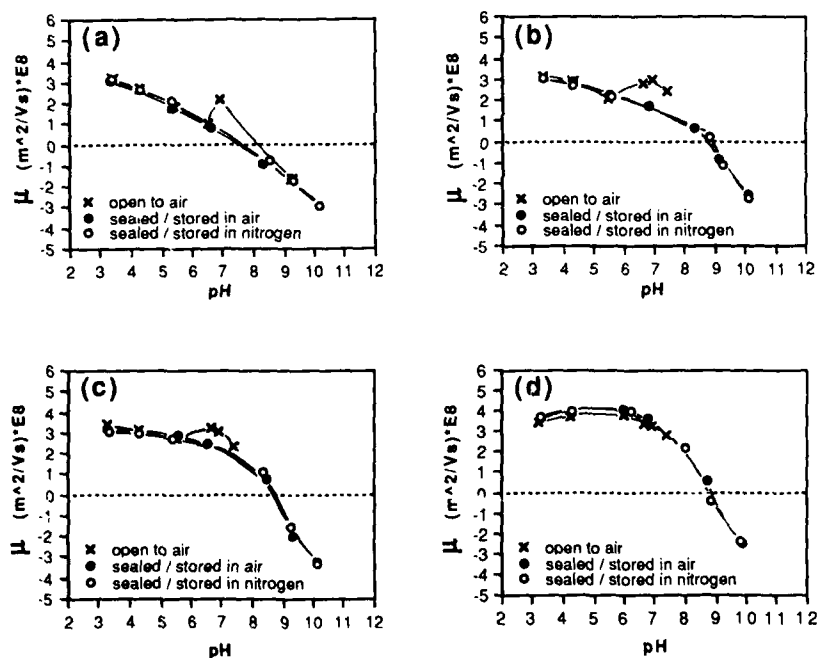 (a)
6
5
4
3
2
1
0
-1
-2
-3
-4
-5
μ (m^2/Vs)*E8
× open to air
● sealed / stored in air
○ sealed / stored in nitrogen
2 3 4 5 6 7 8 9 10 11 12
pH
(b)
6
5
4
3
2
1
0
-1
-2
-3
-4
-5
μ (m^2/Vs)*E8
× open to air
● sealed / stored in air
○ sealed / stored in nitrogen
2 3 4 5 6 7 8 9 10 11 12
pH
(c)
6
5
4
3
2
1
0
-1
-2
-3
-4
-5
μ (m^2/Vs)*E8
× open to air
● sealed / stored in air
○ sealed / stored in nitrogen
2 3 4 5 6 7 8 9 10 11 12
pH
(d)
6
5
4
3
2
1
0
-1
-2
-3
-4
-5
μ (m^2/Vs)*E8
× open to air
● sealed / stored in air
○ sealed / stored in nitrogen
2 3 4 5 6 7 8 9 10 11 12
pH